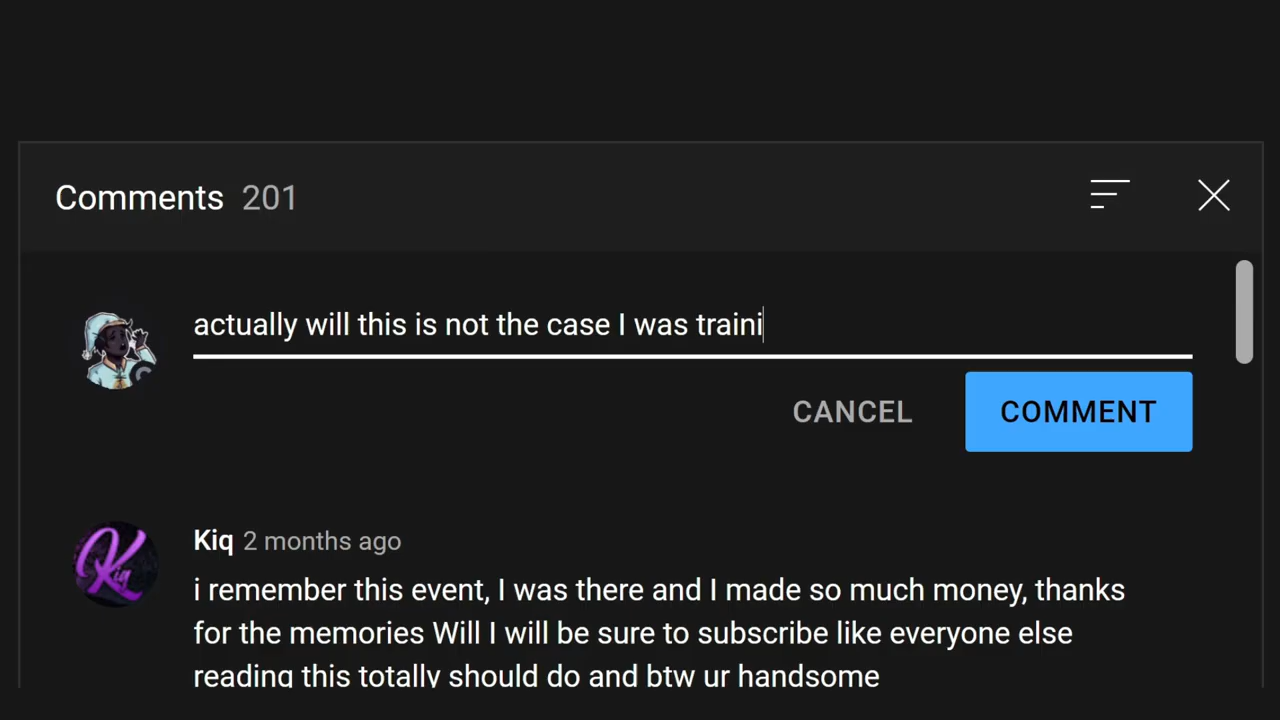 Comments 201
actually will this is not the case I was traini
CANCEL
COMMENT
Kiq
Kiq 2 months ago
i remember this event, I was there and I made so much money, thanks
for the memories Will I will be sure to subscribe like everyone else
reading this totally should do and btw ur handsome